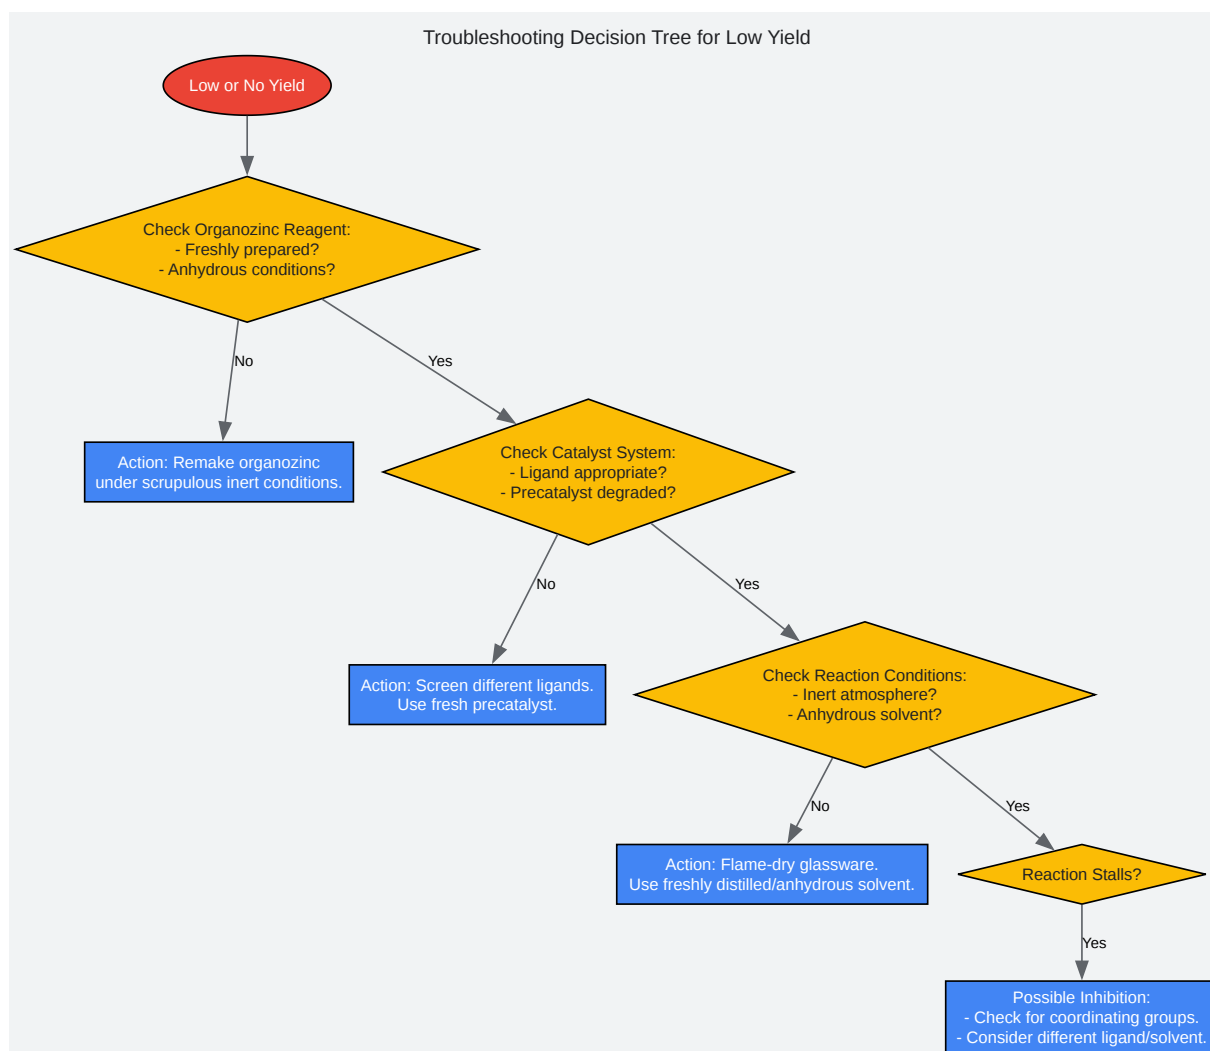 Troubleshooting Decision Tree for Low Yield
Low or No Yield
Check Organozinc Reagent:
- Freshly prepared?
- Anhydrous conditions?
No
Yes
Action: Remake organozinc
under scrupulous inert conditions.
Check Catalyst System:
- Ligand appropriate?
- Precatalyst degraded?
No
Yes
Action: Screen different ligands.
Use fresh precatalyst.
Check Reaction Conditions:
- Inert atmosphere?
- Anhydrous solvent?
No
Yes
Action: Flame-dry glassware.
Use freshly distilled/anhydrous solvent.
Reaction Stalls?
Yes
Possible Inhibition:
- Check for coordinating groups.
- Consider different ligand/solvent.